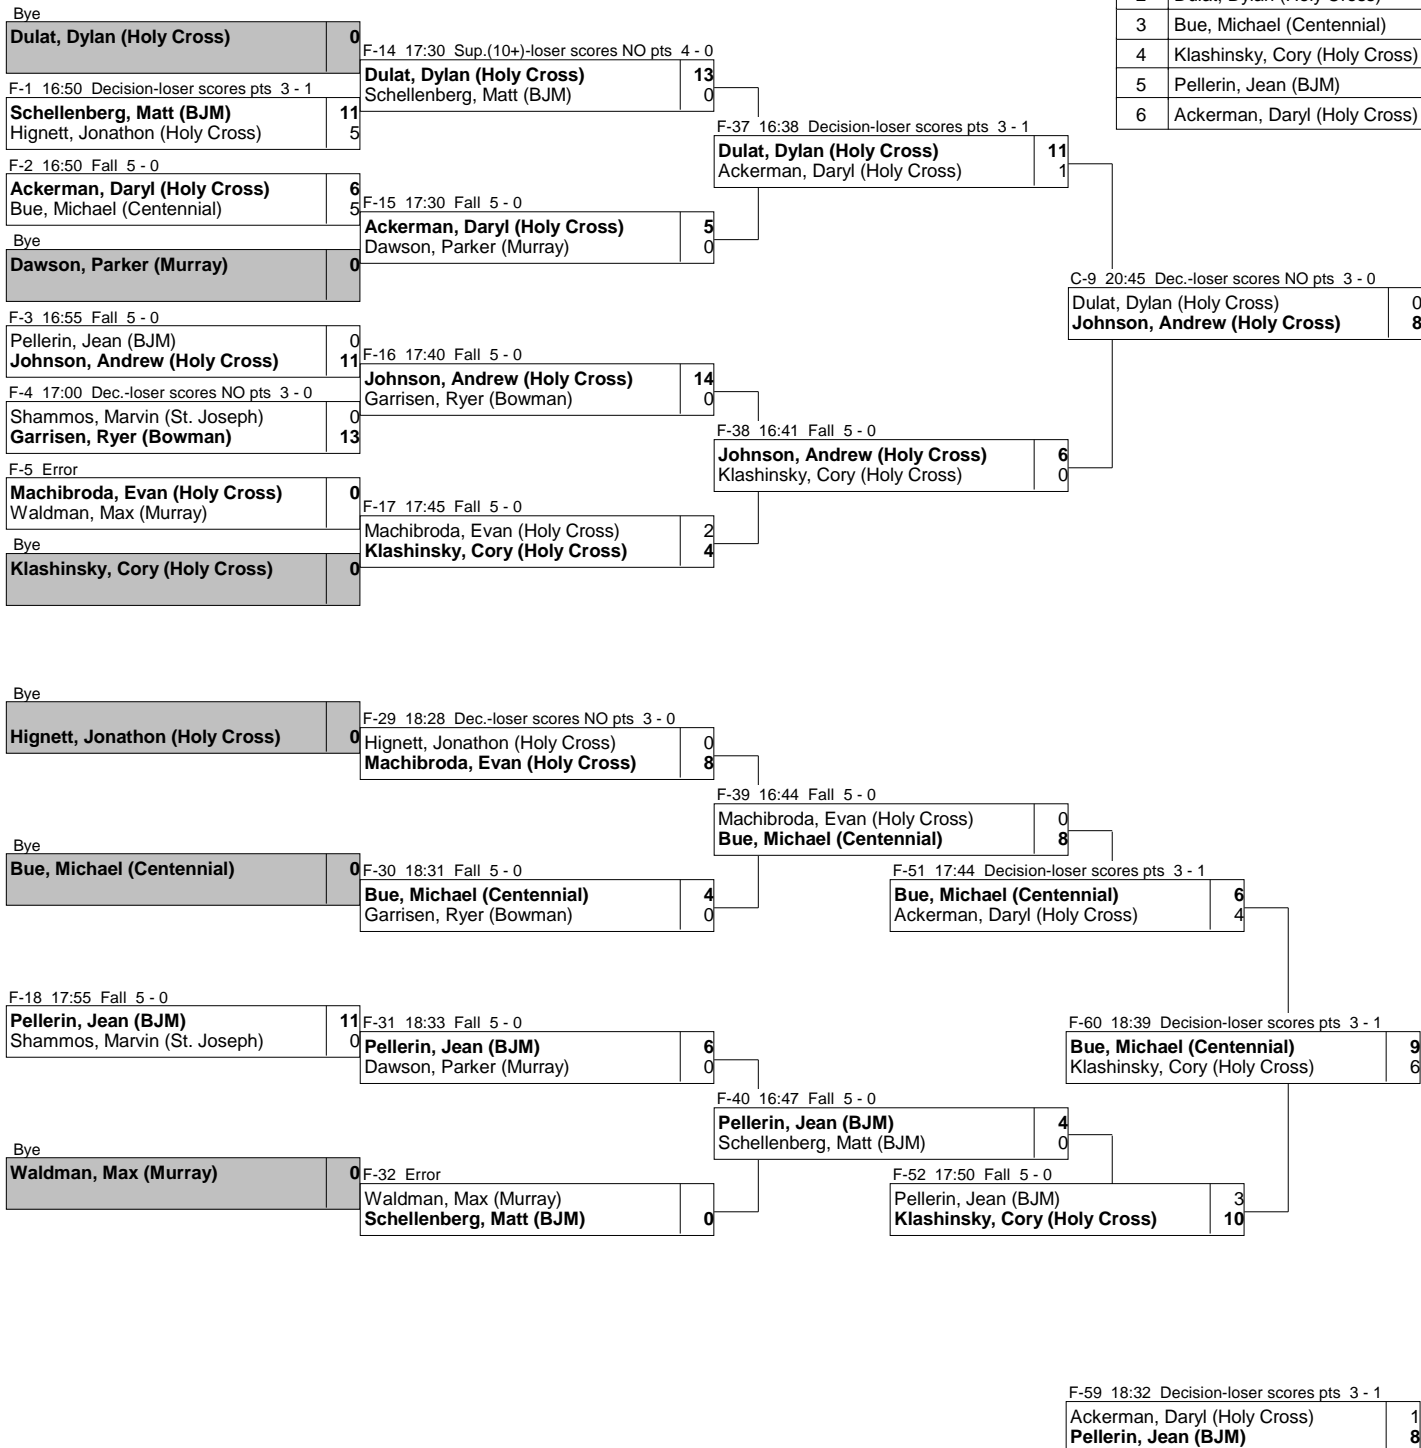 Bye
Dulat, Dylan (Holy Cross) 0
F-1 16:50 Decision-loser scores pts 3 - 1
Schellenberg, Matt (BJM) 11
Hignett, Jonathon (Holy Cross) 5
F-2 16:50 Fall 5 - 0
Ackerman, Daryl (Holy Cross) 6
Bue, Michael (Centennial) 5
Bye
Dawson, Parker (Murray) 0
F-3 16:55 Fall 5 - 0
Pellerin, Jean (BJM) 0
Johnson, Andrew (Holy Cross) 11
F-4 17:00 Dec.-loser scores NO pts 3 - 0
Shammos, Marvin (St. Joseph) 0
Garrisen, Ryer (Bowman) 13
F-5 Error
Machibroda, Evan (Holy Cross) 0
Waldman, Max (Murray)
Bye
Klashinsky, Cory (Holy Cross) 0
F-14 17:30 Sup.(10+)-loser scores NO pts 4 - 0
Dulat, Dylan (Holy Cross) 13
Schellenberg, Matt (BJM) 0
F-15 17:30 Fall 5 - 0
Ackerman, Daryl (Holy Cross) 5
Dawson, Parker (Murray) 0
F-16 17:40 Fall 5 - 0
Johnson, Andrew (Holy Cross) 14
Garrisen, Ryer (Bowman) 0
F-17 17:45 Fall 5 - 0
Machibroda, Evan (Holy Cross) 2
Klashinsky, Cory (Holy Cross) 4
F-37 16:38 Decision-loser scores pts 3 - 1
Dulat, Dylan (Holy Cross) 11
Ackerman, Daryl (Holy Cross) 1
F-38 16:41 Fall 5 - 0
Johnson, Andrew (Holy Cross) 6
Klashinsky, Cory (Holy Cross) 0
C-9 20:45 Dec.-loser scores NO pts 3 - 0
Dulat, Dylan (Holy Cross) 0
Johnson, Andrew (Holy Cross) 8
3 Bue, Michael (Centennial)
4 Klashinsky, Cory (Holy Cross)
5 Pellerin, Jean (BJM)
6 Ackerman, Daryl (Holy Cross)
Bye
Hignett, Jonathon (Holy Cross) 0
Bye
Bue, Michael (Centennial) 0
F-18 17:55 Fall 5 - 0
Pellerin, Jean (BJM) 11
Shammos, Marvin (St. Joseph) 0
Bye
Waldman, Max (Murray) 0
F-29 18:28 Dec.-loser scores NO pts 3 - 0
Hignett, Jonathon (Holy Cross) 0
Machibroda, Evan (Holy Cross) 8
F-30 18:31 Fall 5 - 0
Bue, Michael (Centennial) 4
Garrisen, Ryer (Bowman) 0
F-31 18:33 Fall 5 - 0
Pellerin, Jean (BJM) 6
Dawson, Parker (Murray) 0
F-32 Error
Waldman, Max (Murray)
Schellenberg, Matt (BJM) 0
F-39 16:44 Fall 5 - 0
Machibroda, Evan (Holy Cross) 0
Bue, Michael (Centennial) 8
F-40 16:47 Fall 5 - 0
Pellerin, Jean (BJM) 4
Schellenberg, Matt (BJM) 0
F-51 17:44 Decision-loser scores pts 3 - 1
Bue, Michael (Centennial) 6
Ackerman, Daryl (Holy Cross) 4
F-52 17:50 Fall 5 - 0
Pellerin, Jean (BJM) 3
Klashinsky, Cory (Holy Cross) 10
F-60 18:39 Decision-loser scores pts 3 - 1
Bue, Michael (Centennial) 9
Klashinsky, Cory (Holy Cross) 6
F-59 18:32 Decision-loser scores pts 3 - 1
Ackerman, Daryl (Holy Cross) 1
Pellerin, Jean (BJM) 8